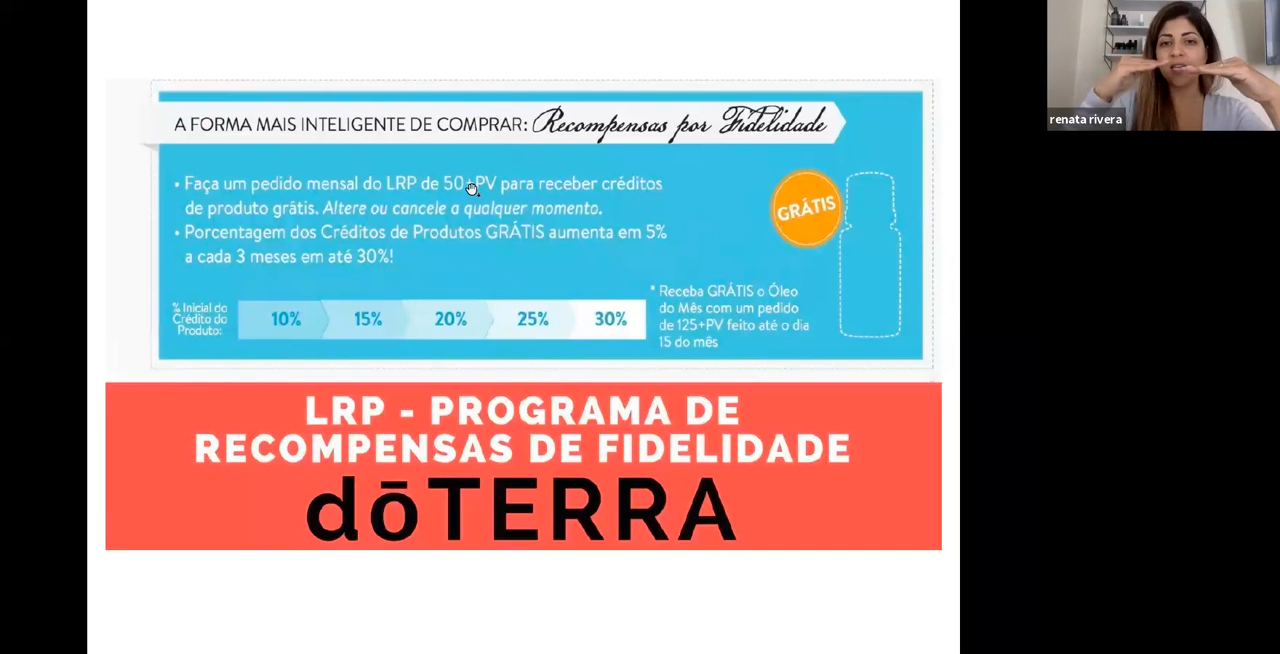 A FORMA MAIS INTELIGENTE DE COMPRAR: Recompensas por Fidelidade
• Faça um pedido mensal do LRP de 50+PV para receber créditos
de produto grátis. Altere ou cancele a qualquer momento.
• Porcentagem dos Créditos de Produtos GRÁTIS aumenta em 5%
a cada 3 meses em até 30%!
GRÁTIS
% Inicial do
Crédito do
Produto:
10% 15% 20% 25% 30%
* Receba GRÁTIS o Óleo
do Mês com um pedido
de 125+PV feito até o dia
15 do mês
LRP - PROGRAMA DE
RECOMPENSAS DE FIDELIDADE
dōTERRA
renata rivera